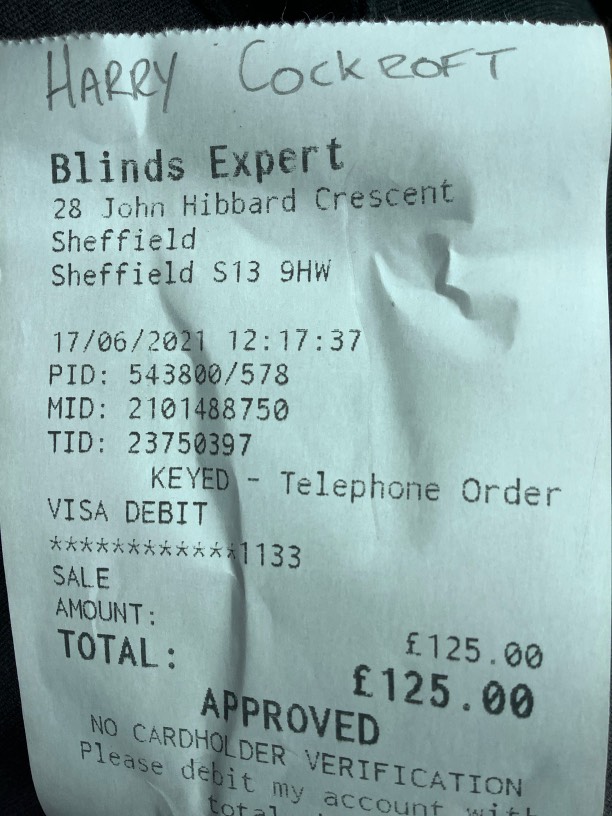 HARRY COCKROFT
Blinds Expert
28 John Hibbard Crescent
Sheffield
Sheffield S13 9HW
17/06/2021 12:17:37
PID: 543800/578
MID: 2101488750
TID: 23750397
KEYED - Telephone Order
VISA DEBIT
************1133
SALE
AMOUNT: £125.00
TOTAL: £125.00
APPROVED
NO CARDHOLDER VERIFICATION
Please debit my account with
total